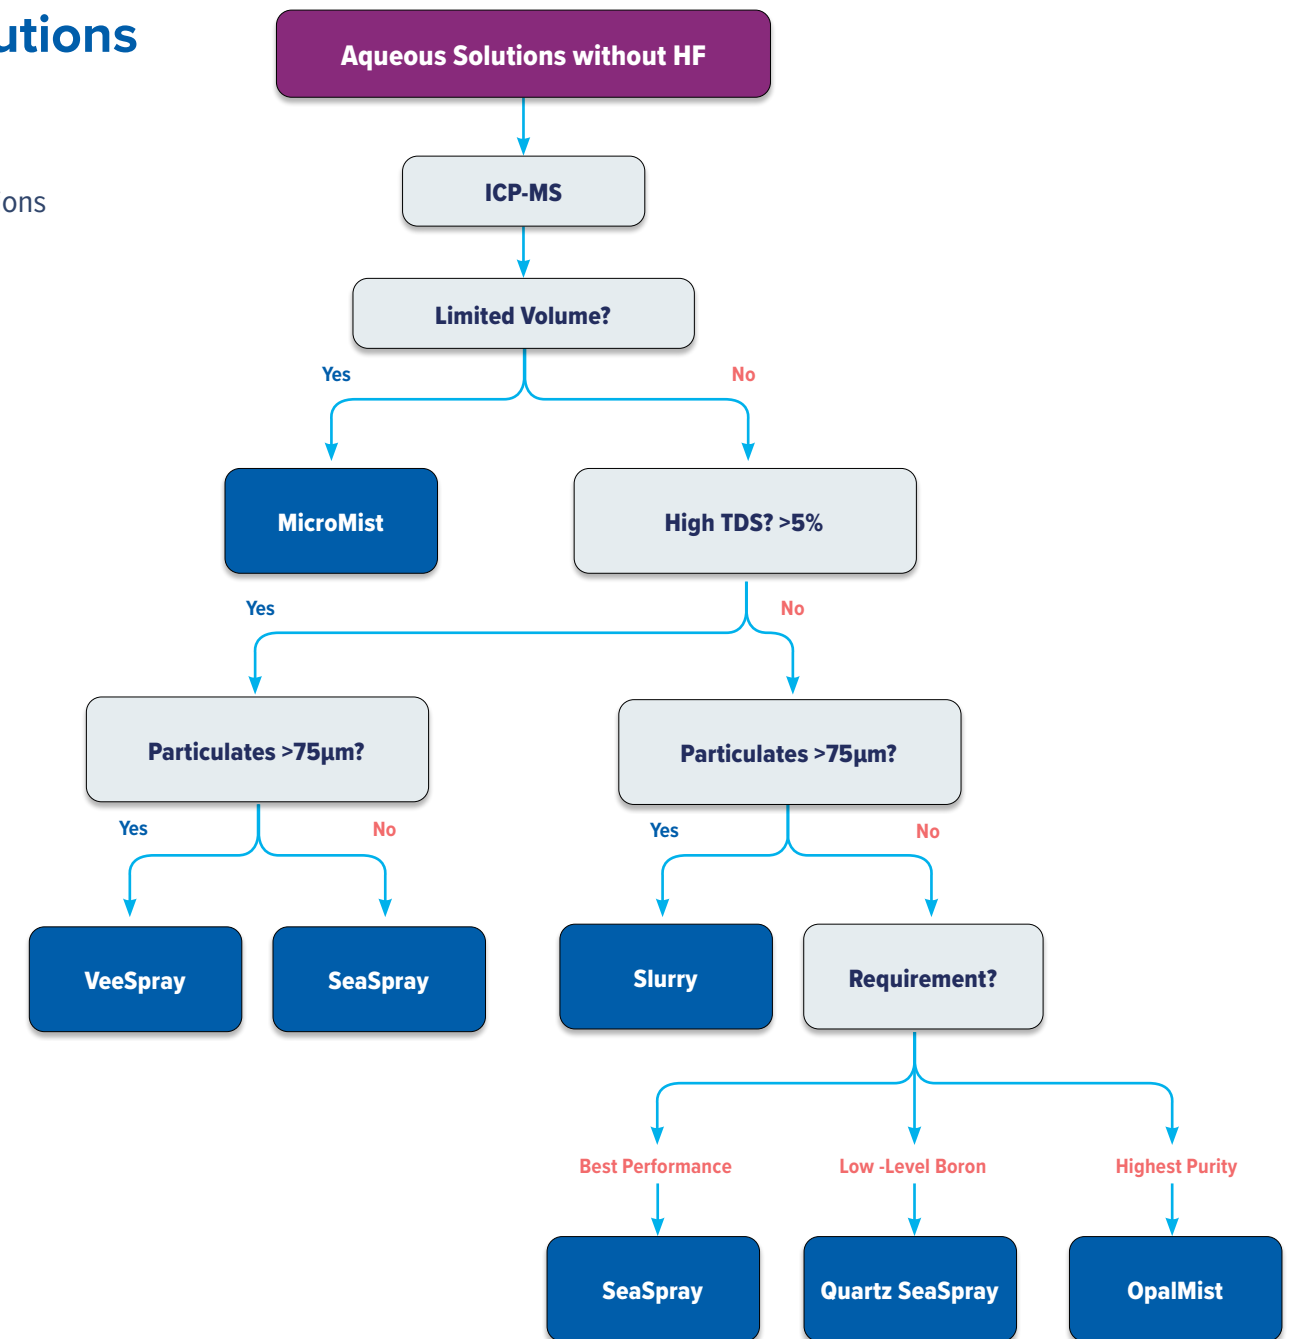 utions
Aqueous Solutions without HF
ions
ICP-MS
Limited Volume?
Yes
No
MicroMist
High TDS? >5%
Yes
No
Particulates >75μm?
Particulates >75μm?
Yes
No
Yes
No
VeeSpray
SeaSpray
Slurry
Requirement?
Best Performance
Low -Level Boron
Highest Purity
SeaSpray
Quartz SeaSpray
OpalMist